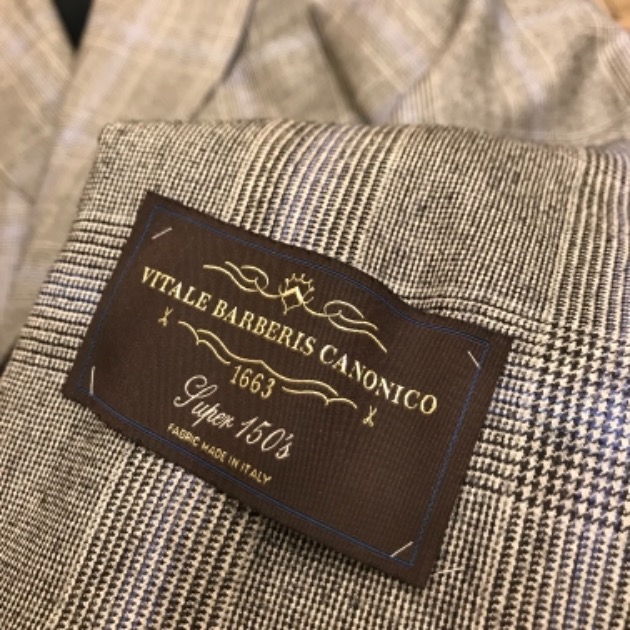 VITALE BARBERIS CANONICO
1663
Super 150's
FABRIC MADE IN ITALY